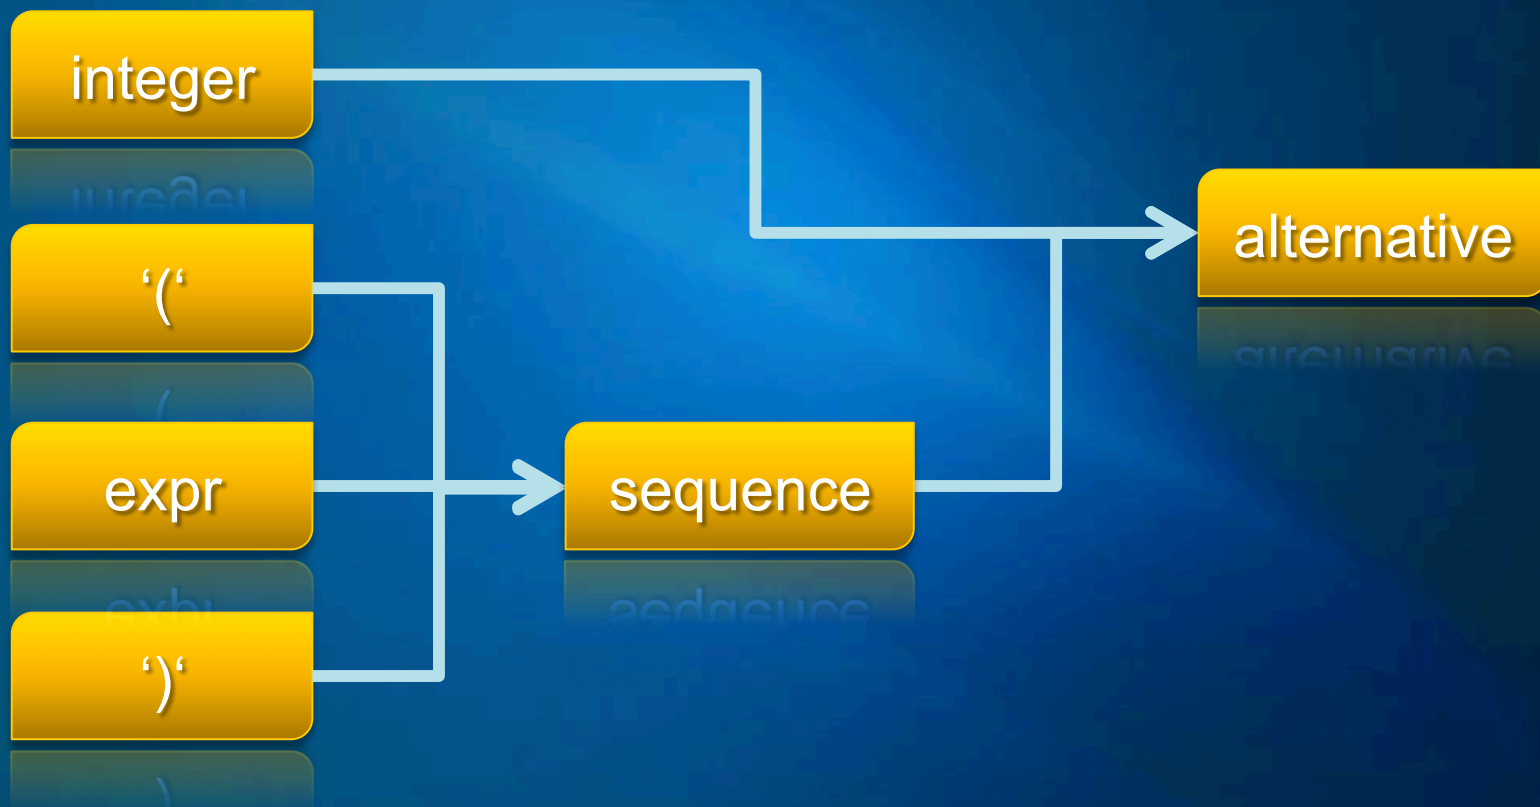 integer
alternative
‘(‘
expr
sequence
‘)‘